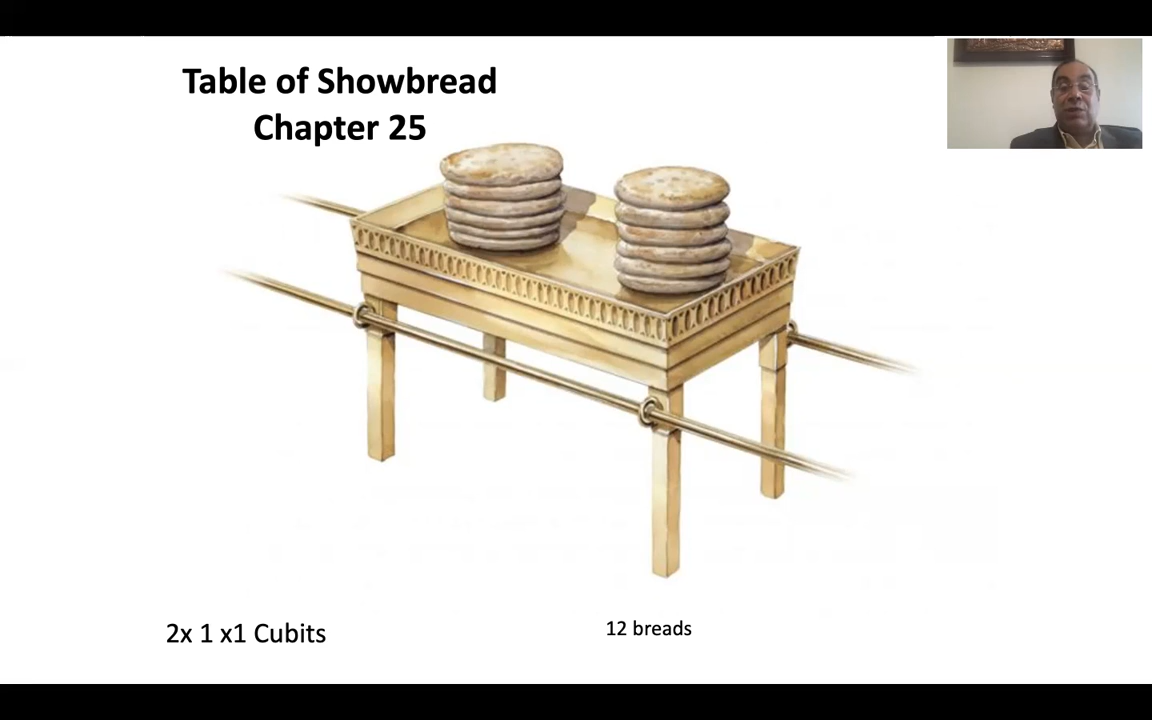 Table of Showbread
Chapter 25
2x 1 x1 Cubits
12 breads